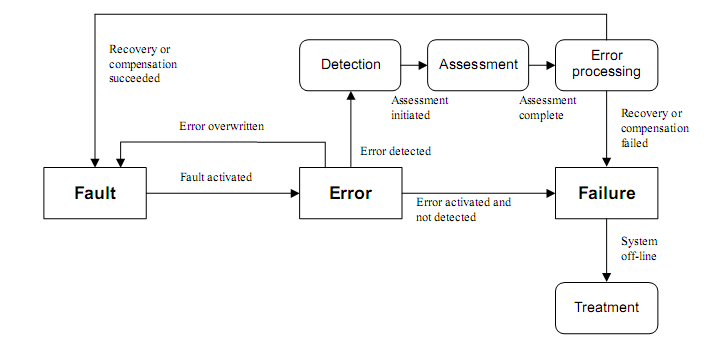 Recovery or
compensation
succeeded
Detection
Assessment
Error
processing
Assessment
initiated
Assessment
complete
Recovery or
compensation
failed
Error overwritten
Error detected
Fault
Fault activated
Error
Error activated and
not detected
Failure
System
off-line
Treatment